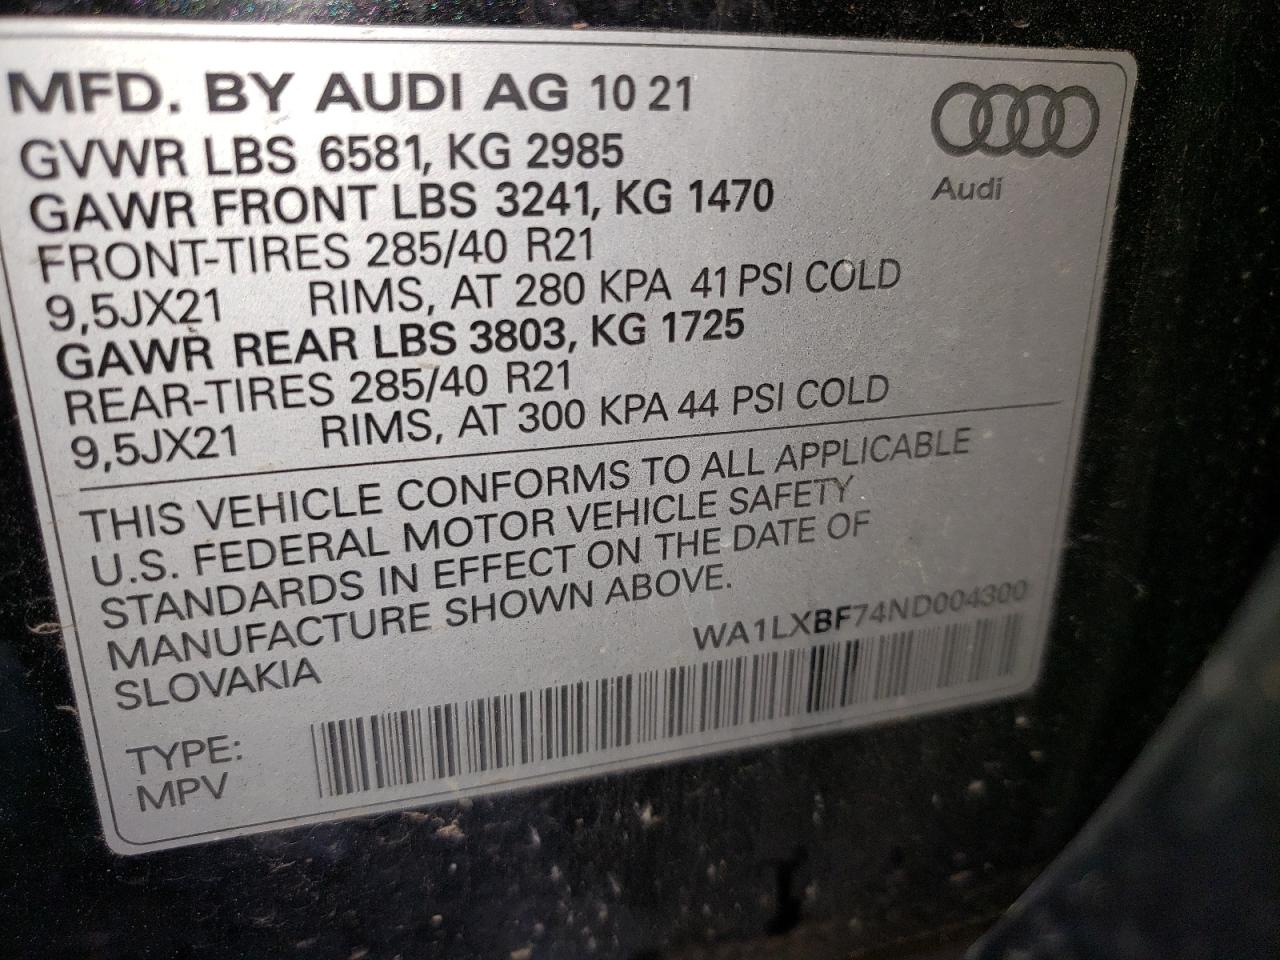 MFD. BY AUDI AG 10 21
GVWR LBS 6581, KG 2985
GAWR FRONT LBS 3241, KG 1470
FRONT-TIRES 285/40 R21
9,5JX21 RIMS, AT 280 KPA 41 PSI COLD
GAWR REAR LBS 3803, KG 1725
REAR-TIRES 285/40 R21
9,5JX21 RIMS, AT 300 KPA 44 PSI COLD
Audi
THIS VEHICLE CONFORMS TO ALL APPLICABLE
U.S. FEDERAL MOTOR VEHICLE SAFETY
STANDARDS IN EFFECT ON THE DATE OF
MANUFACTURE SHOWN ABOVE.
SLOVAKIA
WA1LXBF74ND004300
TYPE:
MPV